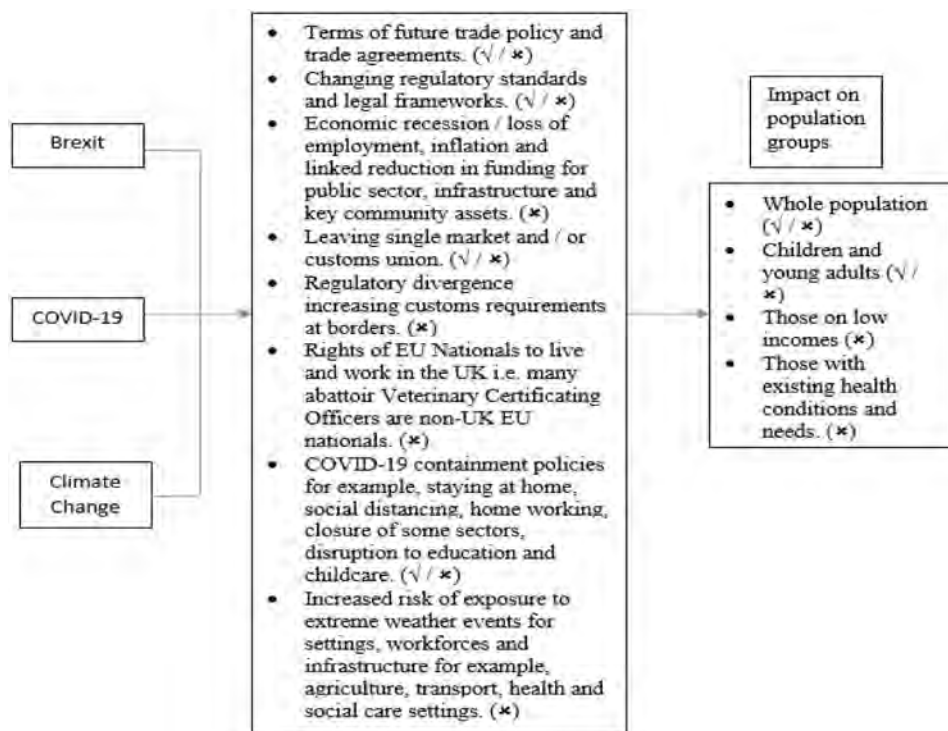 Brexit
COVID-19
Climate
Change
• Terms of future trade policy and
trade agreements. (√ / ×)
• Changing regulatory standards
and legal frameworks. (√ / ×)
• Economic recession / loss of
employment, inflation and
linked reduction in funding for
public sector, infrastructure and
key community assets. (×)
• Leaving single market and / or
customs union. (√ / ×)
• Regulatory divergence
increasing customs requirements
at borders. (×)
• Rights of EU Nationals to live
and work in the UK i.e. many
abattoir Veterinary Certificating
Officers are non-UK EU
nationals. (×)
• COVID-19 containment policies
for example, staying at home,
social distancing, home working,
closure of some sectors,
disruption to education and
childcare. (√ / ×)
• Increased risk of exposure to
extreme weather events for
settings, workforces and
infrastructure for example,
agriculture, transport, health and
social care settings. (×)
Impact on
population
groups
• Whole population
(√ / ×)
• Children and
young adults (√ /
×)
• Those on low
incomes (×)
• Those with
existing health
conditions and
needs. (×)